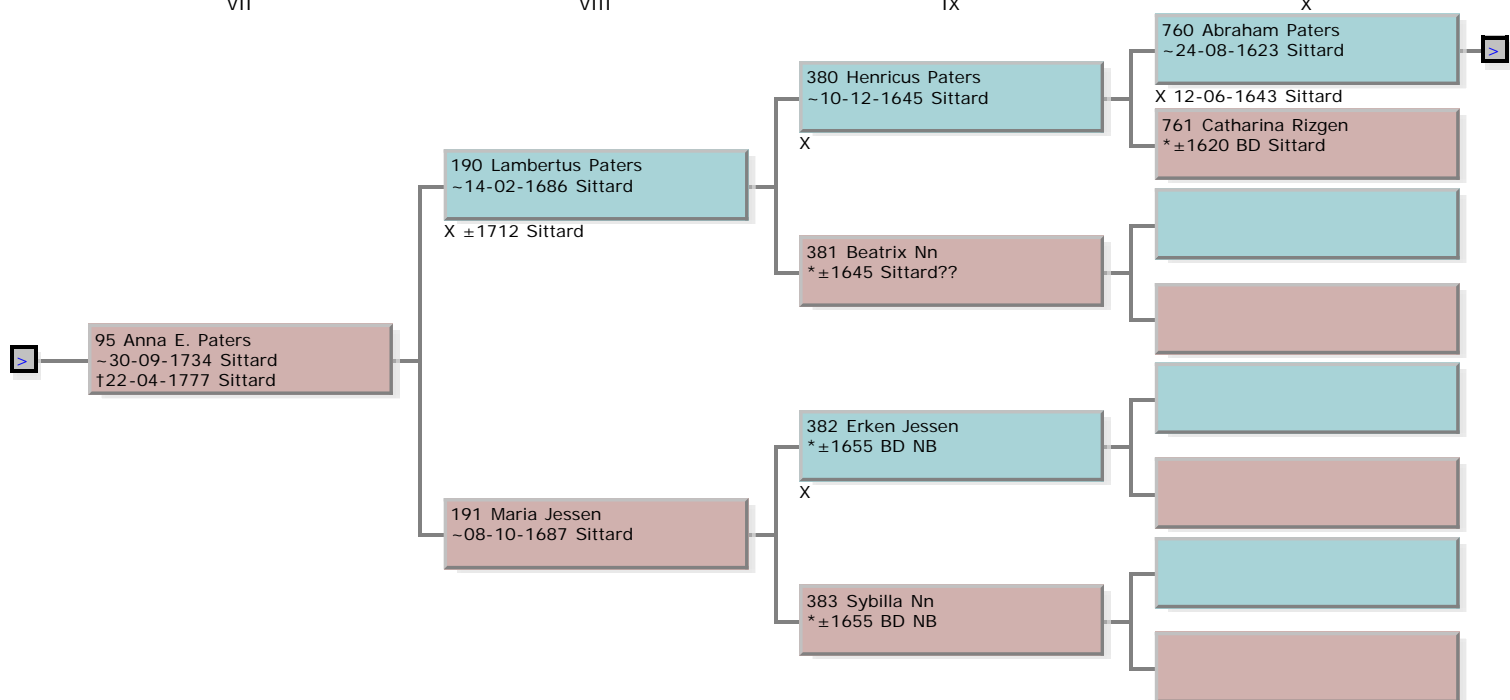 VII
VIII
IX
X
95 Anna E. Paters
~30-09-1734 Sittard
†22-04-1777 Sittard
190 Lambertus Paters
~14-02-1686 Sittard
X ±1712 Sittard
191 Maria Jessen
~08-10-1687 Sittard
380 Henricus Paters
~10-12-1645 Sittard
X
381 Beatrix Nn
*±1645 Sittard??
382 Erken Jessen
*±1655 BD NB
X
383 Sybilla Nn
*±1655 BD NB
760 Abraham Paters
~24-08-1623 Sittard
X 12-06-1643 Sittard
761 Catharina Rizgen
*±1620 BD Sittard
>
>